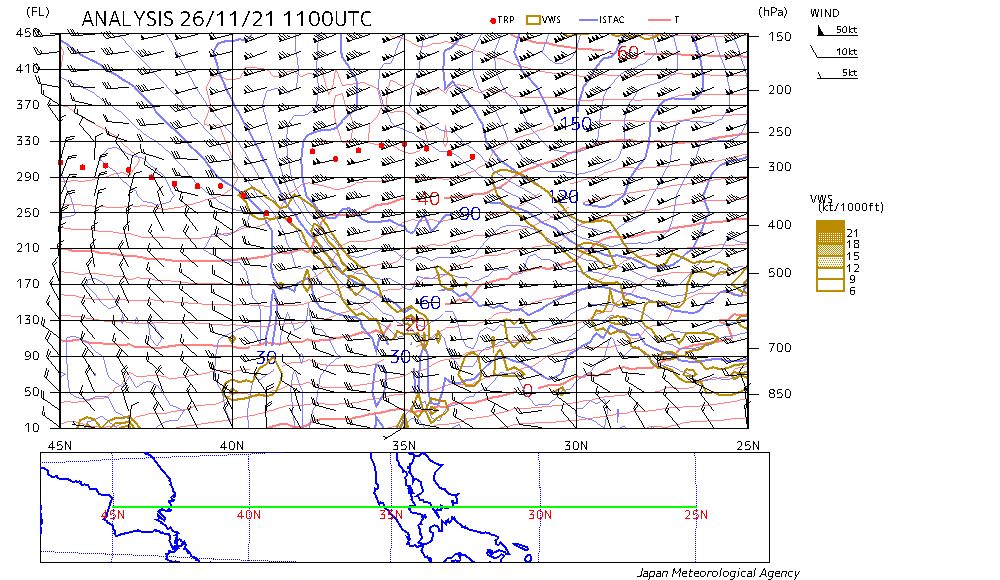 (FL) ANALYSIS 26/11/21 1100UTC TRP VWS ISTAC T (hPa) WIND
450 150 50kt
60
10kt
410 5kt
200
370
150 250
330
300
290 120 VWS
40 (kt/1000ft)
250 90
400 21
210 18
15
500 12
170 9
60 6
130 20
700
90 30 30
50 0 850
10
45N 40N 35N 30N 25N
45N 40N 35N 30N 25N
Japan Meteorological Agency